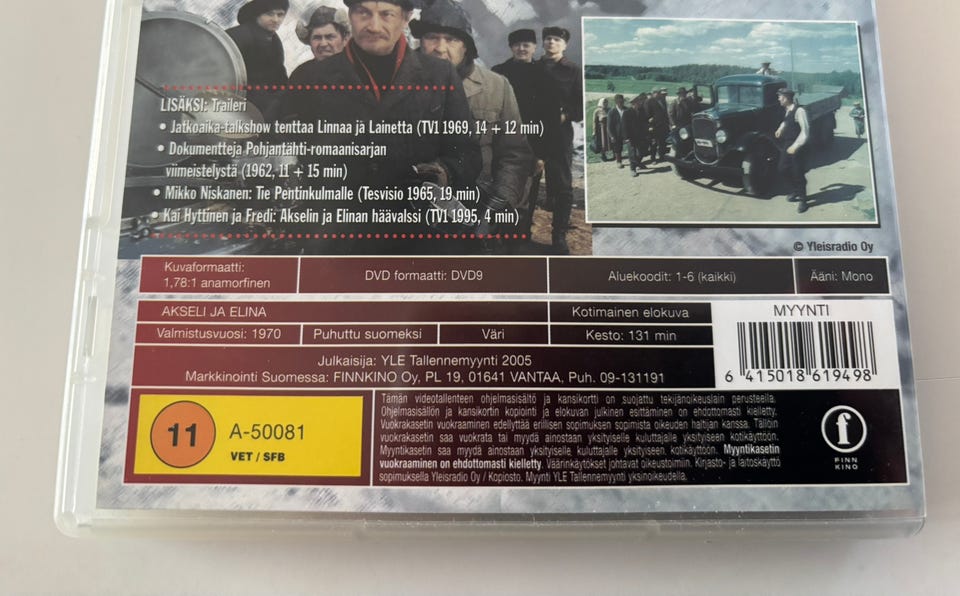 LISÄKSI: Traileri
• Jatkoaika-talkshow tenttaa Linnaa ja Lainetta (TV1 1969, 14 + 12 min)
• Dokumentteja Pohjantähti-romaanisarjan
viimeistelystä (1962, 11 + 15 min)
• Mikko Niskanen: Tie Pentinkulmalle (Tesvisio 1965, 19 min)
• Kai Hyttinen ja Fredi: Akselin ja Elinan häävalssi (TV1 1995, 4 min)
© Yleisradio Oy
Kuvaformaatti:
1,78:1 anamorfinen
DVD formaatti: DVD9
Aluekoodit: 1-6 (kaikki)
Ääni: Mono
AKSELI JA ELINA
Kotimainen elokuva
Valmistusvuosi: 1970
Puhuttu suomeksi
Väri
Kesto: 131 min
Julkaisija: YLE Tallennemyynti 2005
Markkinointi Suomessa: FINNKINO Oy, PL 19, 01641 VANTAA, Puh. 09-131191
MYYNTI
6 415018 619498
11
A-50081
VET / SFB
Tämän videotallenteen ohjelmasisältö ja kansikortti on suojattu tekijänoikeuslain perusteella.
Ohjelmasisällön ja kansikortin kopiointi ja elokuvan julkinen esittäminen on ehdottomasti kielletty.
Vuokrakasetin vuokraaminen edellyttää erillisen sopimuksen sopimista oikeuden haltijan kanssa. Tällöin
vuokrakasetin saa vuokrata tai myydä ainoastaan yksityiselle kuluttajalle yksityiseen kotikäyttöön.
Myyntikasetin saa myydä ainoastaan yksityiselle kuluttajalle yksityiseen kotikäyttöön. Myyntikasetin
vuokraaminen on ehdottomasti kielletty. Väärinkäytökset johtavat oikeustoimiin. Kirjasto- ja laitoskäyttö
sopimuksella Yleisradio Oy / Kopiosto. Myynti YLE Tallennemyynti yksinoikeudella.
f
FINN
KINO